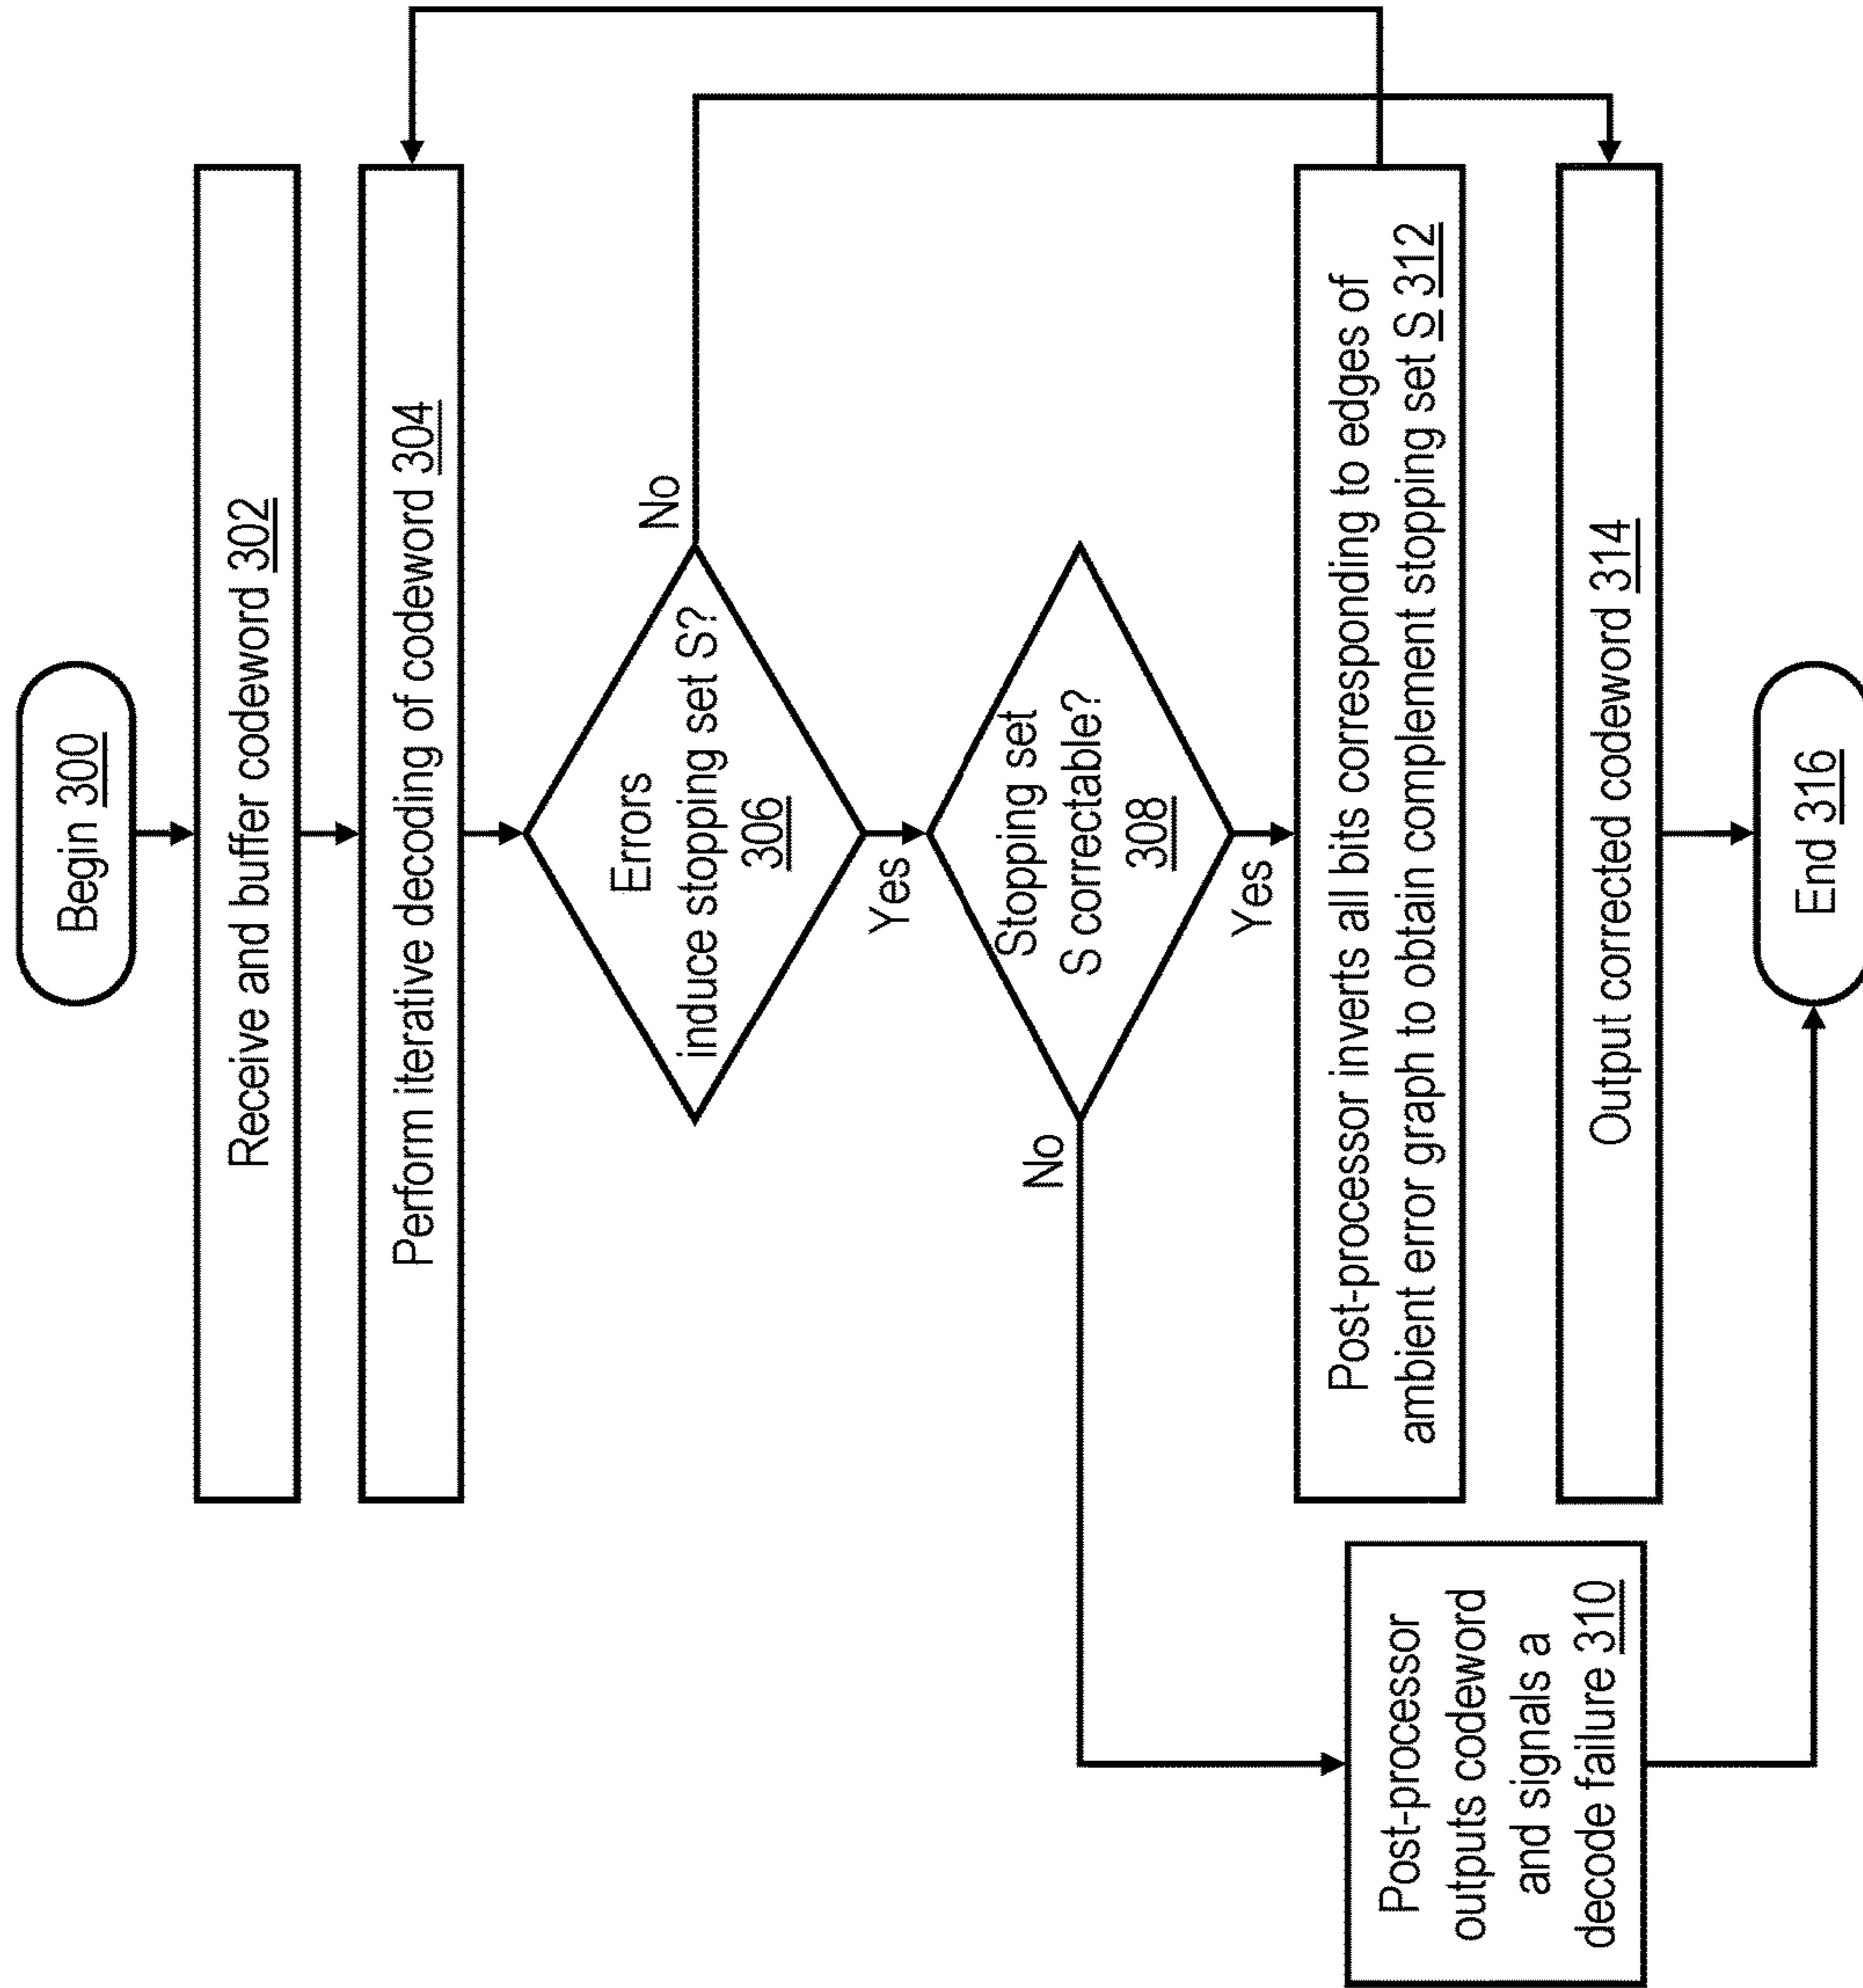 Begin 300
Receive and buffer codeword 302
Perform iterative decoding of codeword 304
Errors
induce stopping set S?
306
No
Yes
Stopping set
S correctable?
308
No
Yes
Post-processor
outputs codeword
and signals a
decode failure 310
Post-processor inverts all bits corresponding to edges of
ambient error graph to obtain complement stopping set S 312
Output corrected codeword 314
End 316